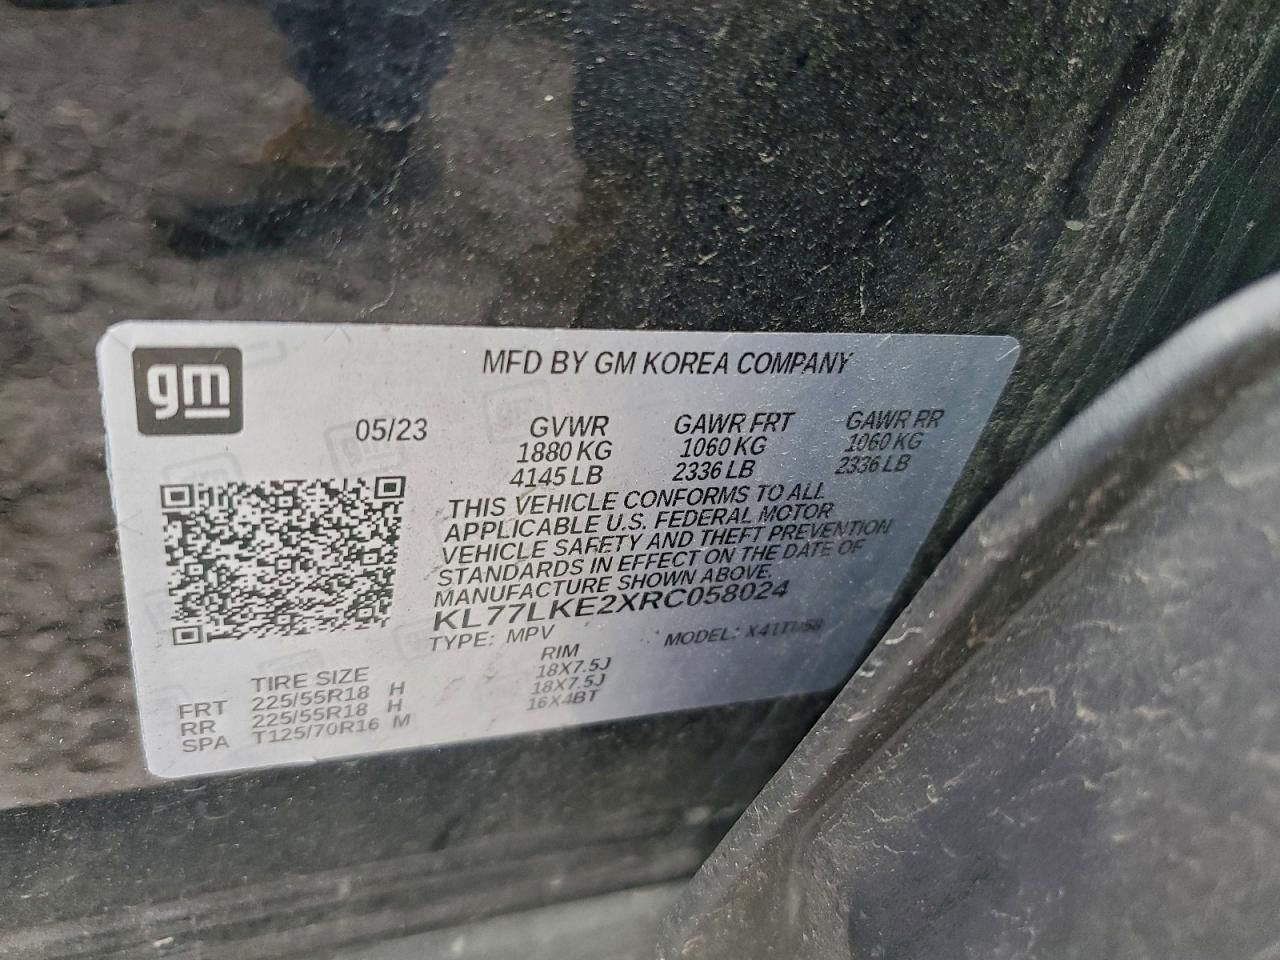 gm
MFD BY GM KOREA COMPANY
05/23 GVWR GAWR FRT GAWR RR
1880 KG 1060 KG 1060 KG
4145 LB 2336 LB 2336 LB
THIS VEHICLE CONFORMS TO ALL
APPLICABLE U.S. FEDERAL MOTOR
VEHICLE SAFETY AND THEFT PREVENTION
STANDARDS IN EFFECT ON THE DATE OF
MANUFACTURE SHOWN ABOVE.
KL77LKE2XRC058024
TYPE: MPV MODEL:
TIRE SIZE RIM
FRT 225/55R18 H 18X7.5J
RR 225/55R18 H 18X7.5J
SPA T125/70R16 M 16X4BT